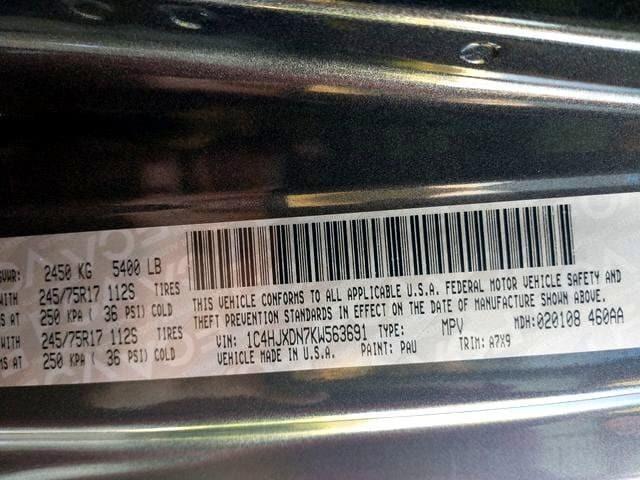 GVWR: 2450 KG 5400 LB
WITH 245/75R17 112S TIRES
MS AT 250 KPA ( 36 PSI) COLD
WITH 245/75R17 112S TIRES
MS AT 250 KPA ( 36 PSI) COLD
THIS VEHICLE CONFORMS TO ALL APPLICABLE U.S.A. FEDERAL MOTOR VEHICLE SAFETY AND
THEFT PREVENTION STANDARDS IN EFFECT ON THE DATE OF MANUFACTURE SHOWN ABOVE.
VIN: 1C4HJXDN7KW563691 TYPE: MPV MDH:020108 460AA
VEHICLE MADE IN U.S.A. PAINT: PAU TRIM: A7X9